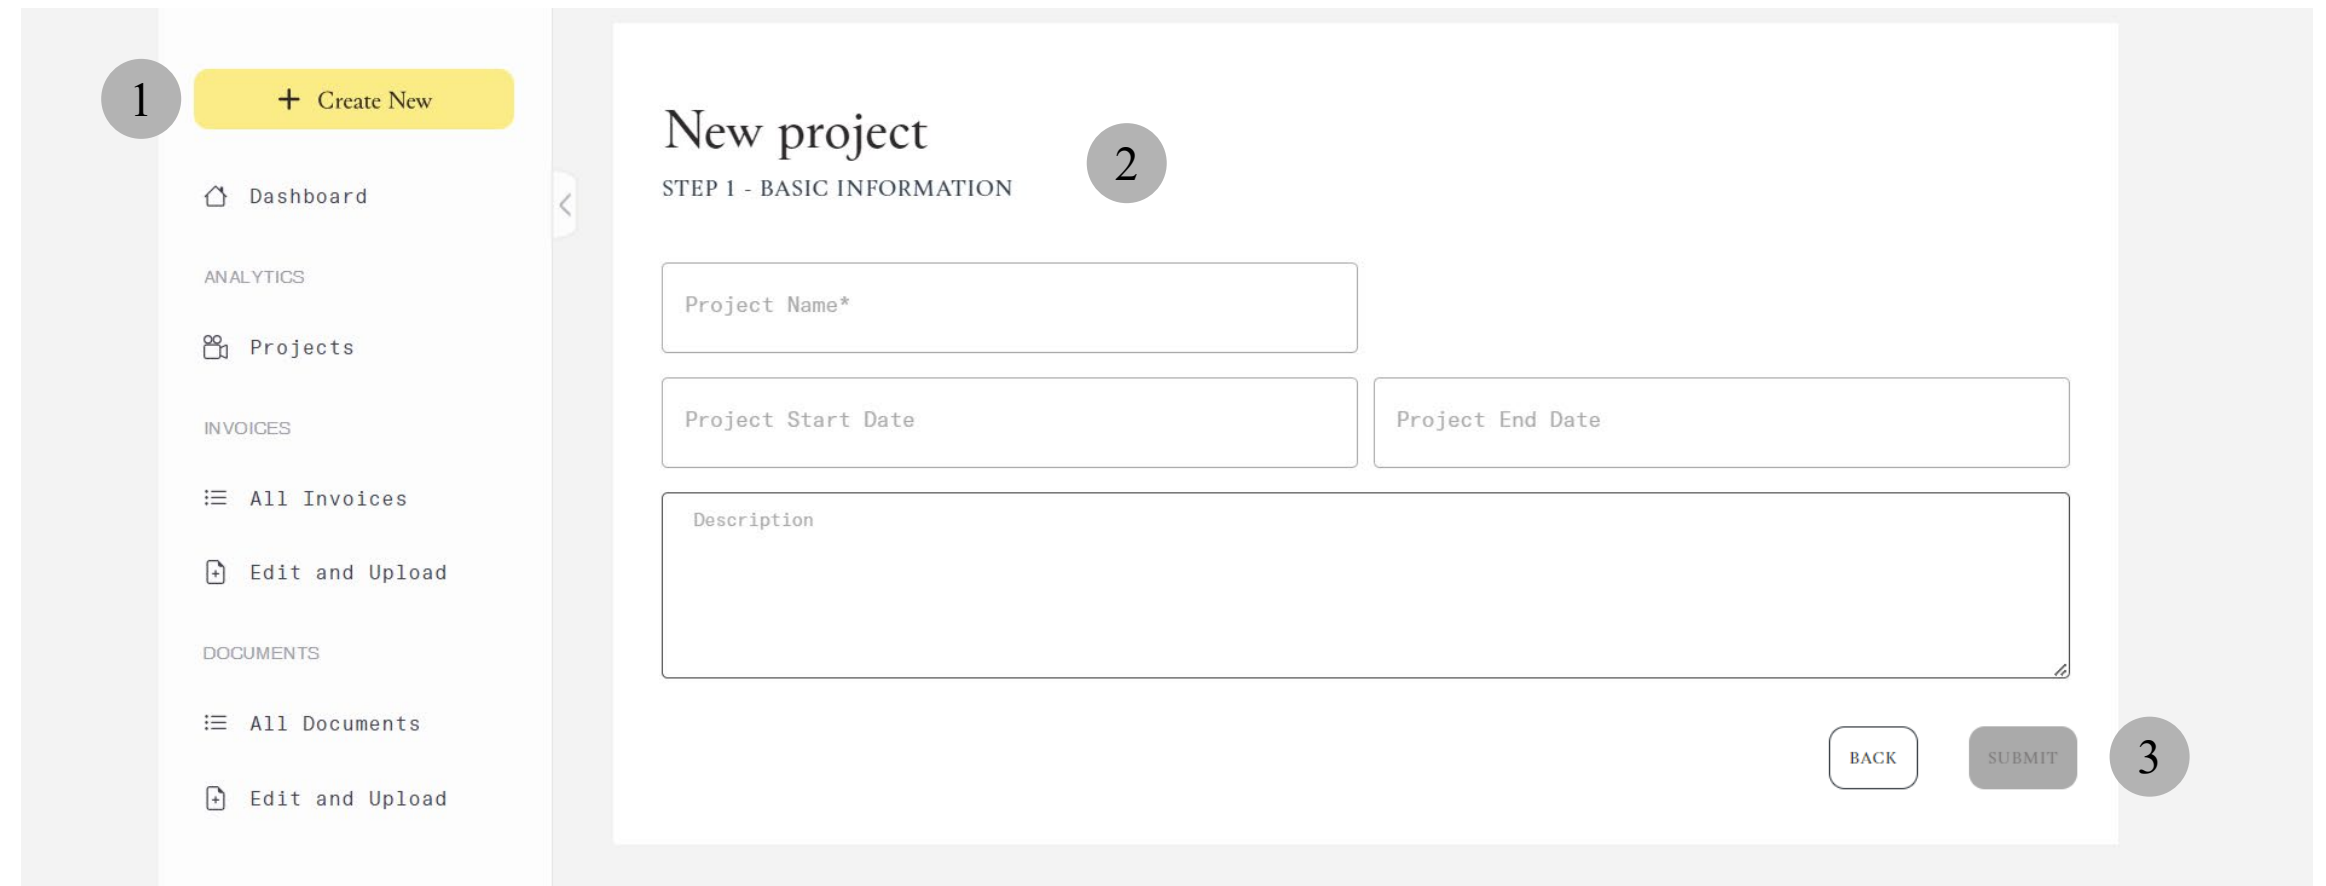 1
+ Create New
Dashboard
ANALYTICS
Projects
INVOICES
All Invoices
Edit and Upload
DOCUMENTS
All Documents
Edit and Upload
New project
STEP 1 - BASIC INFORMATION
2
Project Name*
Project Start Date
Project End Date
Description
BACK
SUBMIT
3